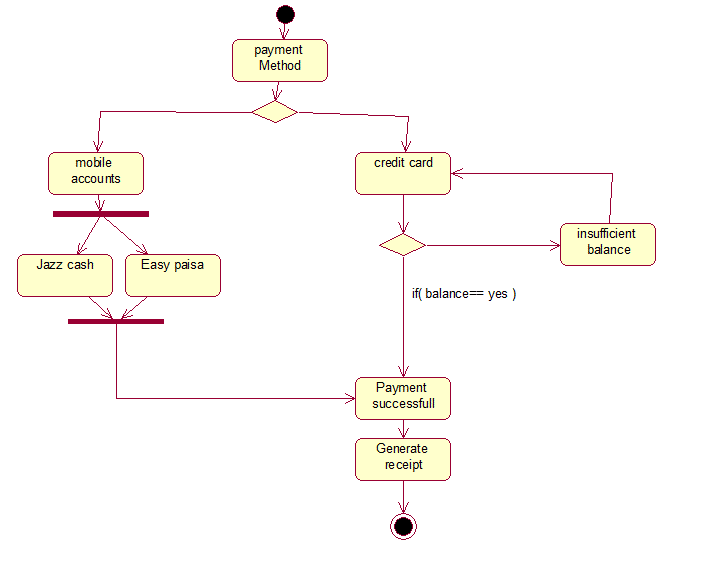 payment
Method
mobile
accounts
credit card
insufficient
balance
Jazz cash
Easy paisa
if( balance== yes )
Payment
successfull
Generate
receipt